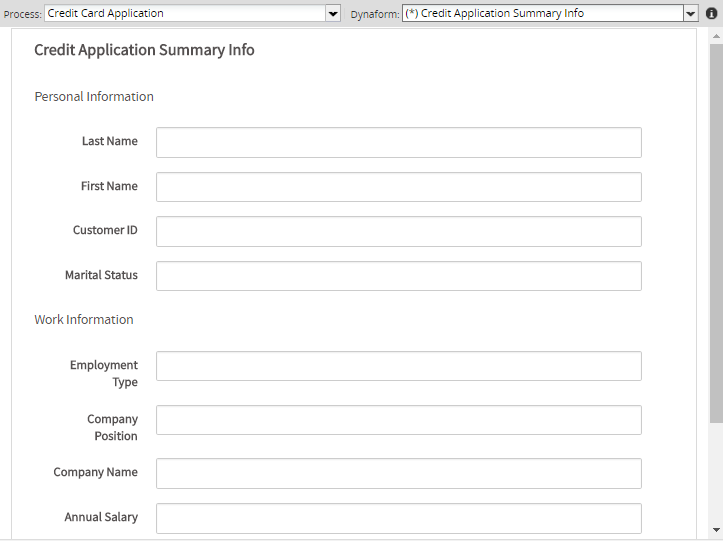 Process: Credit Card Application Dynaform: (*) Credit Application Summary Info
Credit Application Summary Info
Personal Information
Last Name
First Name
Customer ID
Marital Status
Work Information
Employment
Type
Company
Position
Company Name
Annual Salary